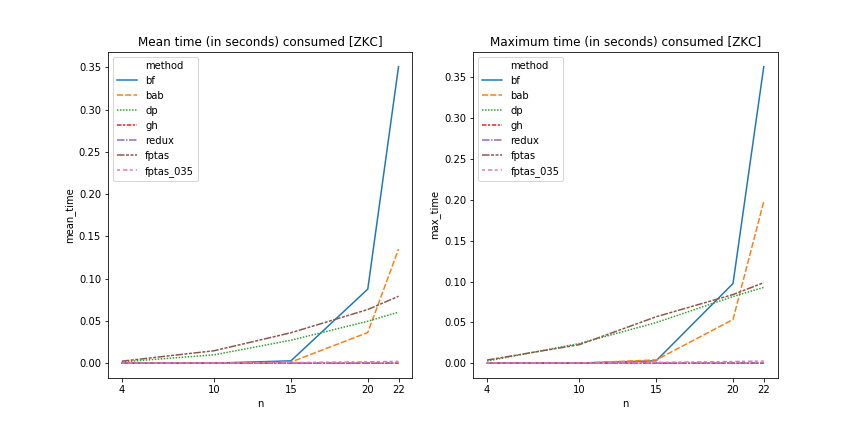 Mean time (in seconds) consumed [ZKC]
mean_time
0.35
0.30
0.25
0.20
0.15
0.10
0.05
0.00
method
bf
bab
dp
gh
redux
fptas
fptas_035
4 10 15 20 22
n
Maximum time (in seconds) consumed [ZKC]
max_time
0.35
0.30
0.25
0.20
0.15
0.10
0.05
0.00
method
bf
bab
dp
gh
redux
fptas
fptas_035
4 10 15 20 22
n